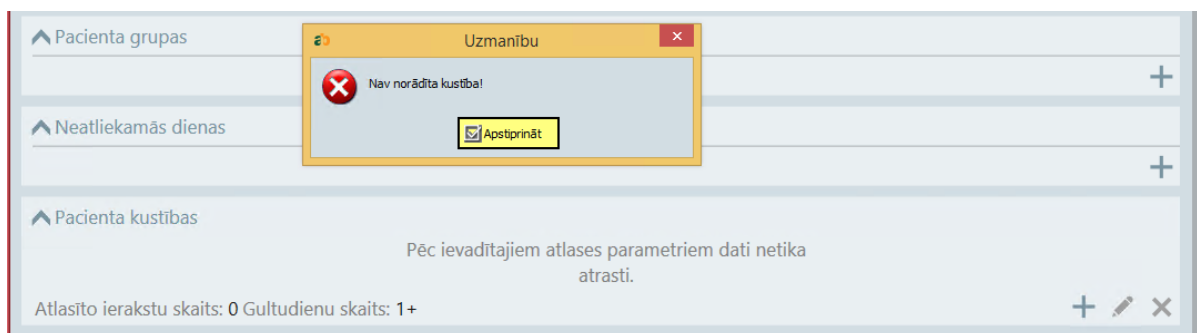 Pacienta grupas
Uzmanību
Nav norādīta kustība!
Apstiprināt
Neatliekamās dienas
Pacienta kustības
Pēc ievadītajiem atlases parametriem dati netika
atrasti.
Atlasīto ierakstu skaits: 0 Gultudienu skaits: 1+